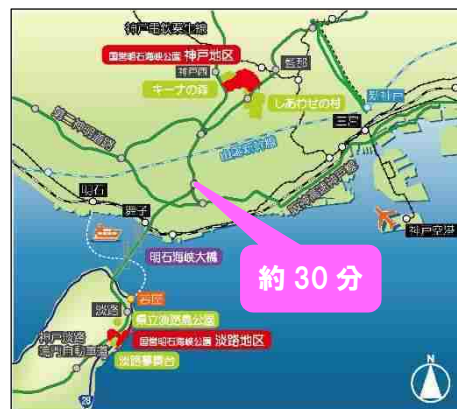 神戸電鉄粟生線
国営明石海峡公園 神戸地区
神戸西
箕谷
キーナの森
しあわせの村
新神戸
三宮
第二神明道路
山陽新幹線
明石
舞子
神戸空港
明石海峡大橋
約 30 分
岩屋
淡路
県立淡路島公園
国営明石海峡公園 淡路地区
神戸淡路
鳴門自動車道
淡路夢舞台
28
N